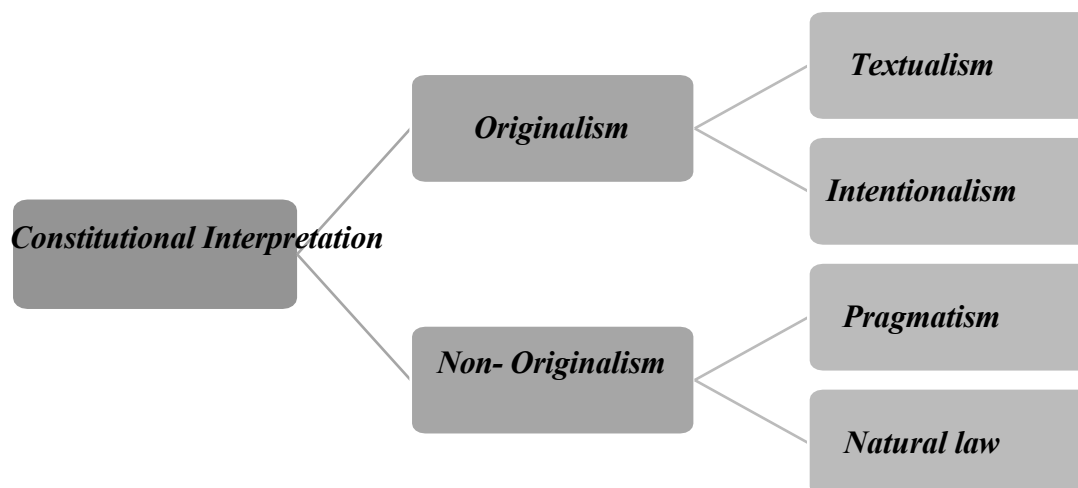 Constitutional Interpretation
Originalism
Textualism
Intentionalism
Non- Originalism
Pragmatism
Natural law